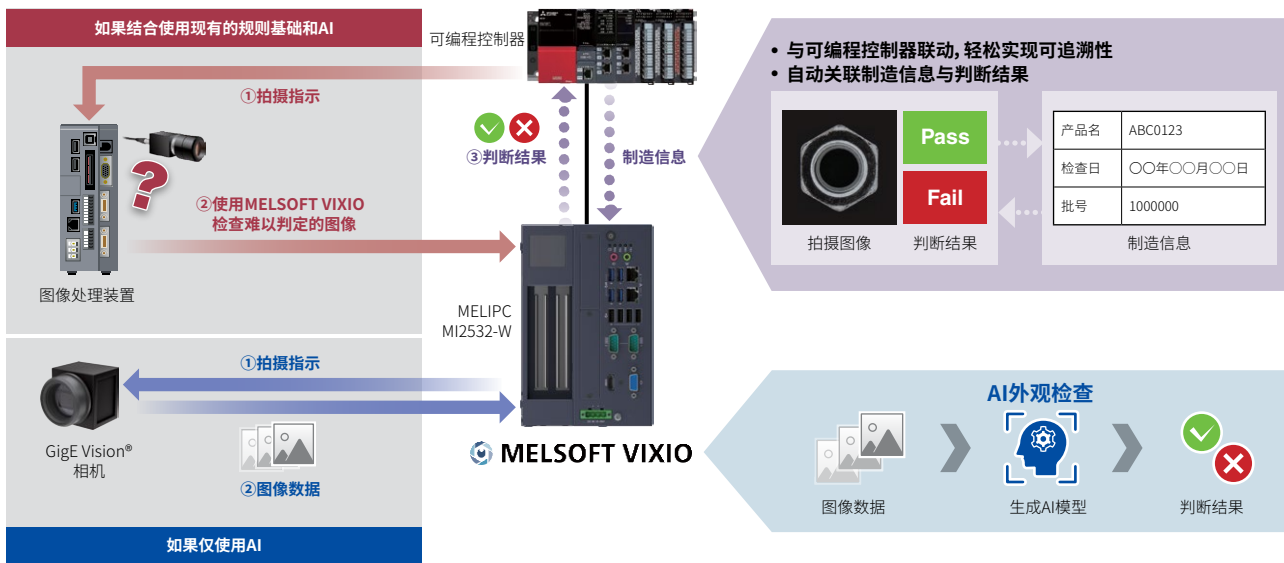 如果结合使用现有的规则基础和AI
可编程控制器
①拍摄指示
②使用MELSOFT VIXIO
检查难以判定的图像
图像处理装置
③判断结果
制造信息
MELIPC
MI2532-W
• 与可编程控制器联动, 轻松实现可追溯性
• 自动关联制造信息与判断结果
Pass
Fail
拍摄图像
判断结果
产品名 ABC0123
检查日 〇〇年〇〇月〇〇日
批号 1000000
制造信息
①拍摄指示
GigE Vision®
相机
②图像数据
如果仅使用AI
MELSOFT VIXIO
AI外观检查
图像数据
生成AI模型
判断结果